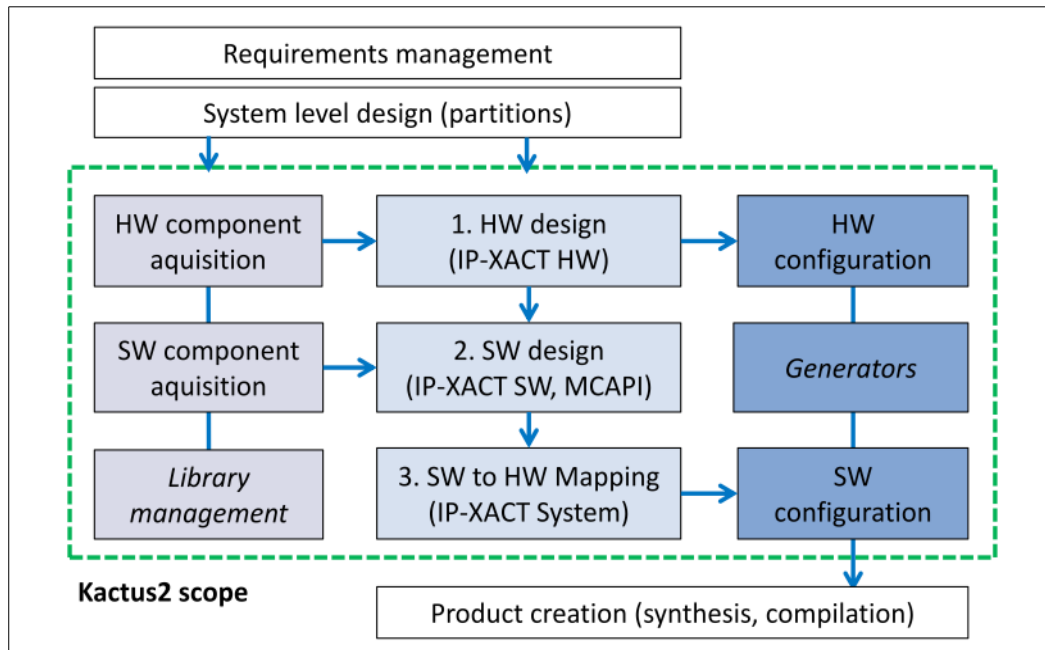 Requirements management
System level design (partitions)
HW component
aquisition
1. HW design
(IP-XACT HW)
HW
configuration
SW component
aquisition
2. SW design
(IP-XACT SW, MCAPI)
Generators
Library
management
3. SW to HW Mapping
(IP-XACT System)
SW
configuration
Kactus2 scope
Product creation (synthesis, compilation)